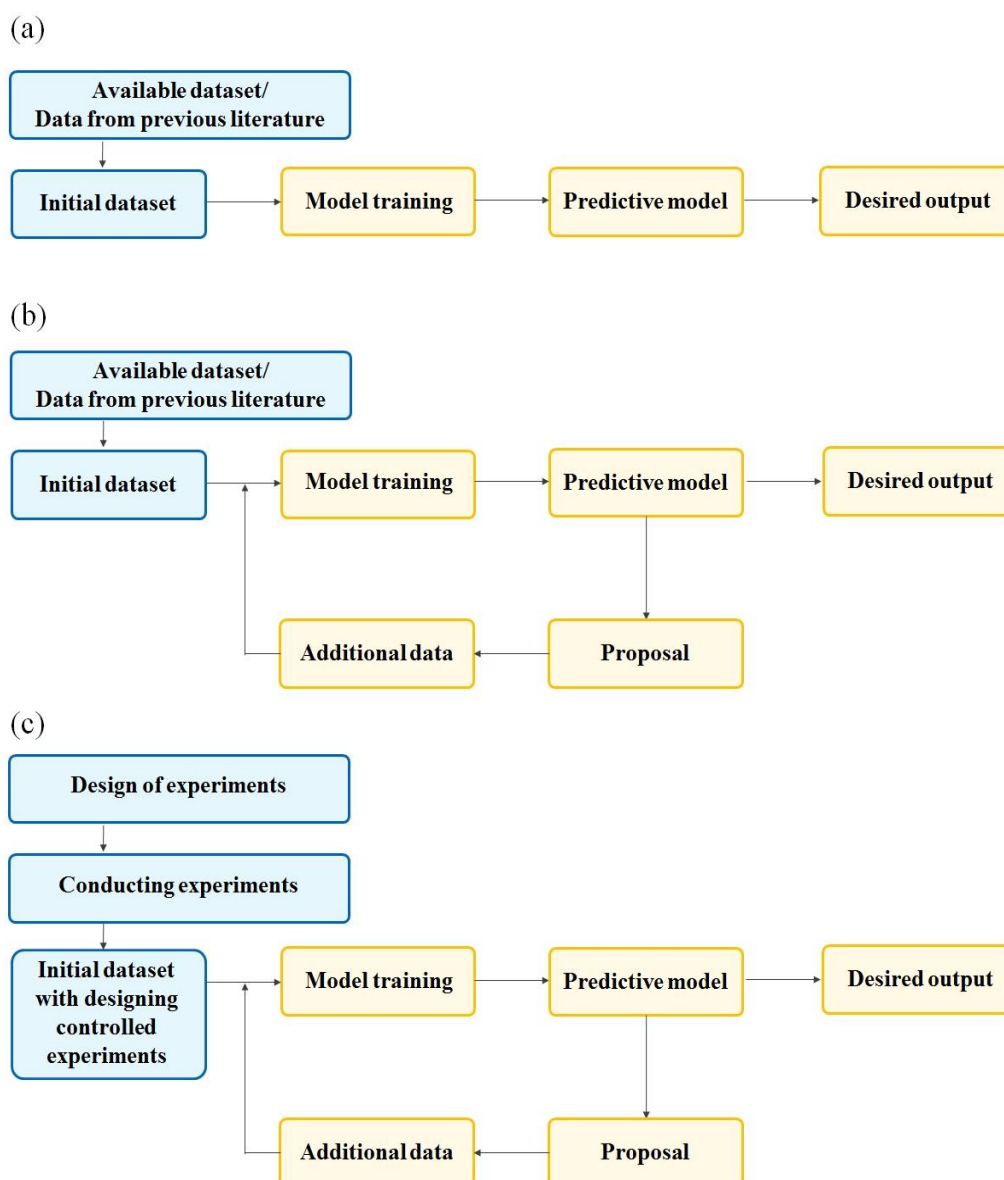 (a)
Available dataset/
Data from previous literature
Initial dataset
Model training
Predictive model
Desired output
(b)
Available dataset/
Data from previous literature
Initial dataset
Model training
Predictive model
Desired output
Additional data
Proposal
(c)
Design of experiments
Conducting experiments
Initial dataset
with designing
controlled
experiments
Model training
Predictive model
Desired output
Additional data
Proposal